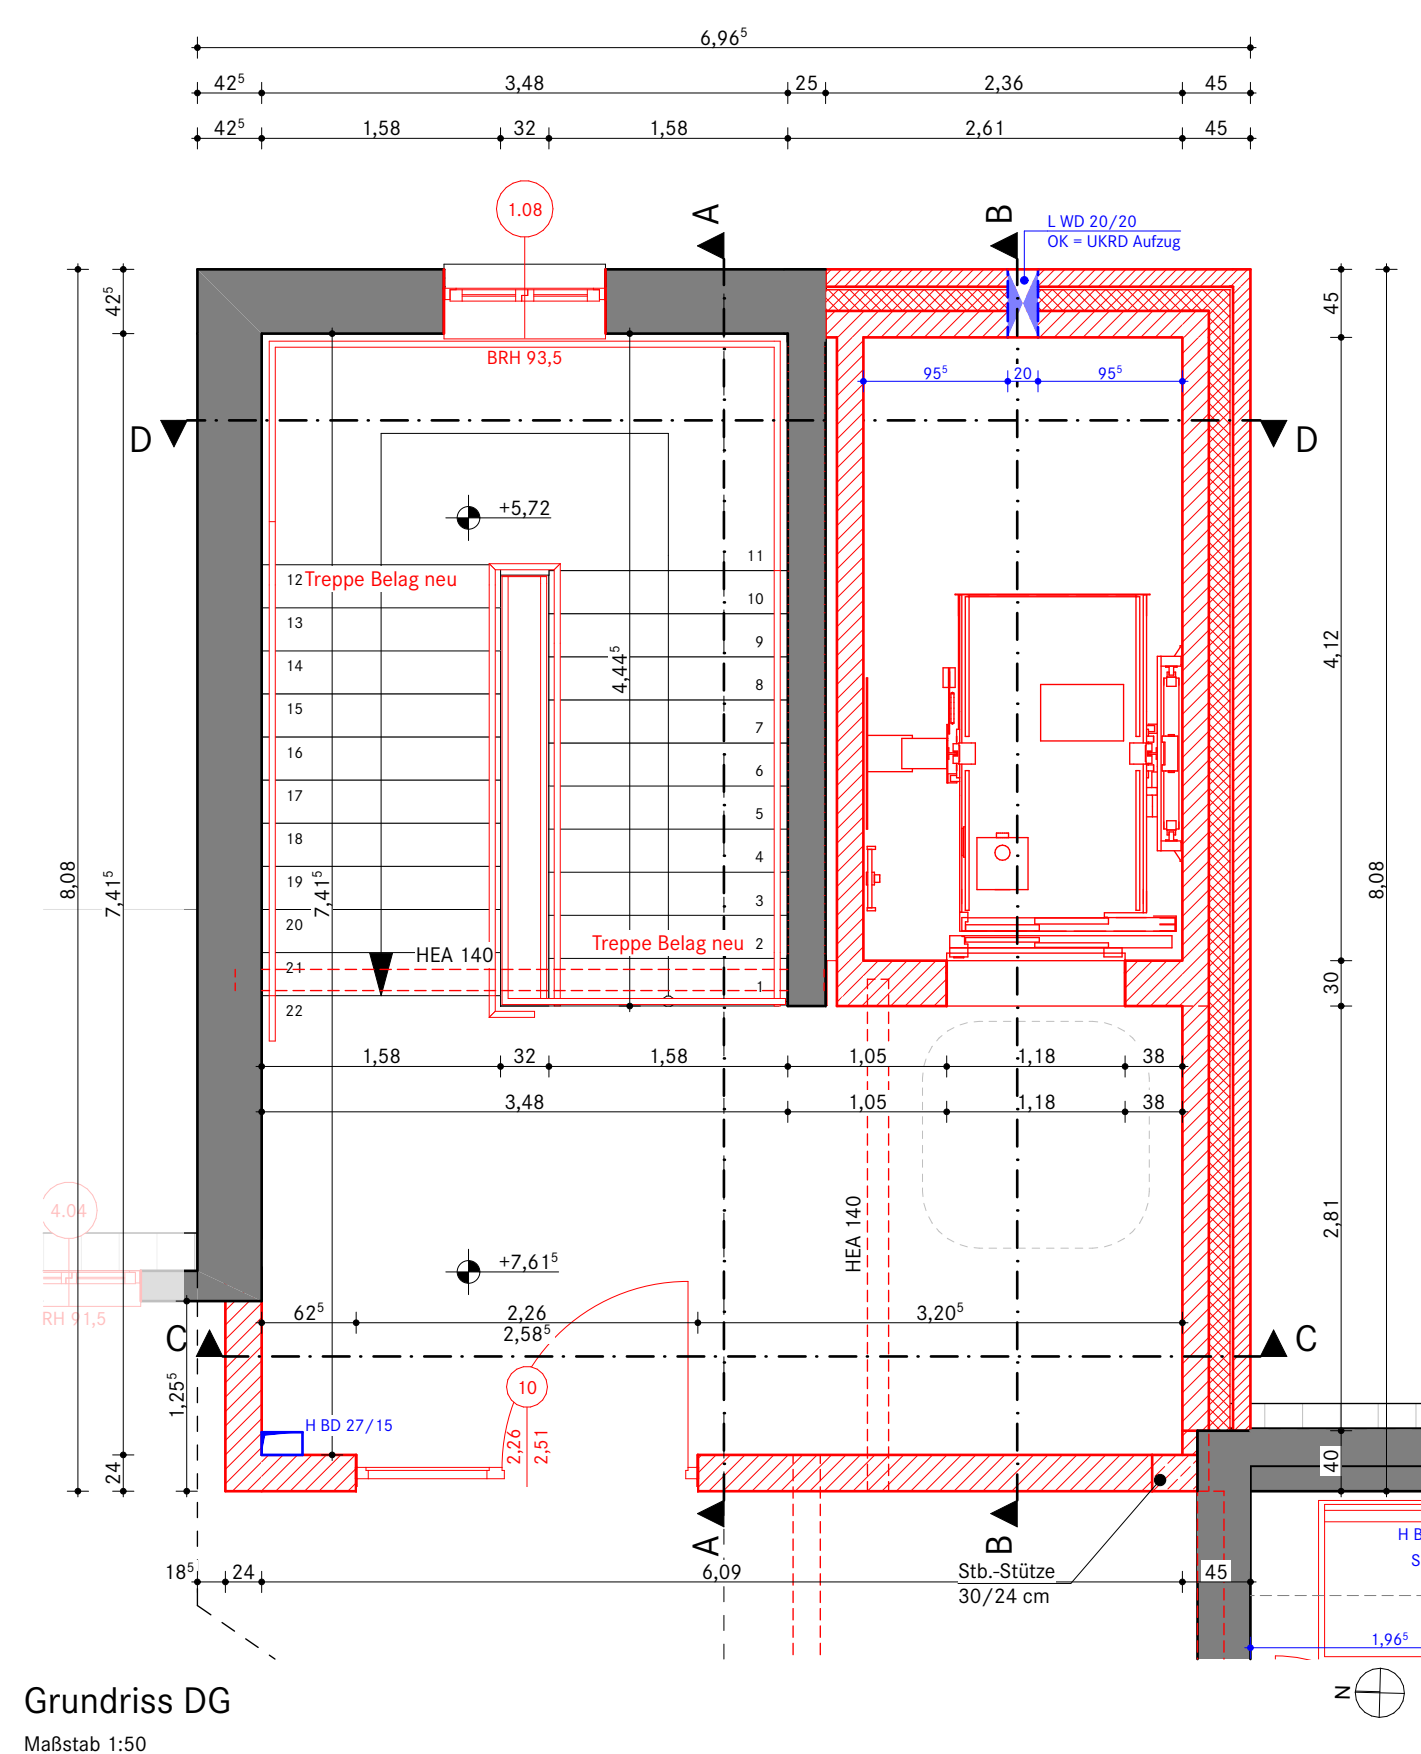 6,96⁵
42⁵ 3,48 25 2,36 45
42⁵ 1,58 32 1,58 2,61 45
1.08
A
B
L WD 20/20
OK = UKRD Aufzug
42⁵
45
BRH 93,5
95⁵ 20 95⁵
D
D
+5,72
11
12 Treppe Belag neu
10
13
9
14
4,44⁵
4,12
8
15
7
16
6
17
5
18
4
8,08
7,41⁵
19
7,41⁵
3
8,08
20
Treppe Belag neu 2
HEA 140
21
1
30
22
1,58 32 1,58 1,05 1,18 38
3,48 1,05 1,18 38
4.04
HEA 140
2,81
+7,61⁵
RH 91,5
62⁵ 2,26 3,20⁵
2,58⁵
C
C
1,25⁵
10
H BD 27/15
2,26
2,51
24
40
A
B
H B
S
18⁵ 24 6,09 45
Stb.-Stütze
30/24 cm
1,96⁵
Grundriss DG
N
Maßstab 1:50